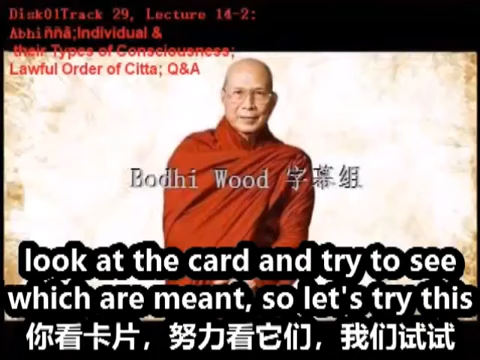 Disk01Track 29, Lecture 14-2:
Abhiññā;Individual &
their Types of Consciousness;
Lawful Order of Citta; Q&A
Bodhi Wood 字幕组
look at the card and try to see
which are meant, so let's try this
你看卡片，努力看它们，我们试试